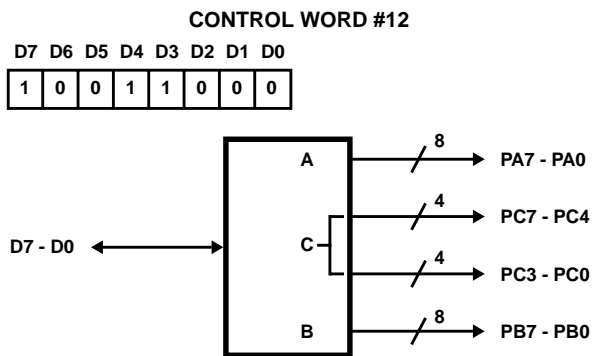 CONTROL WORD #12
D7 D6 D5 D4 D3 D2 D1 D0
1 0 0 1 1 0 0 0
8
A PA7 - PA0
4
PC7 - PC4
D7 - D0 C
4
PC3 - PC0
8
B PB7 - PB0